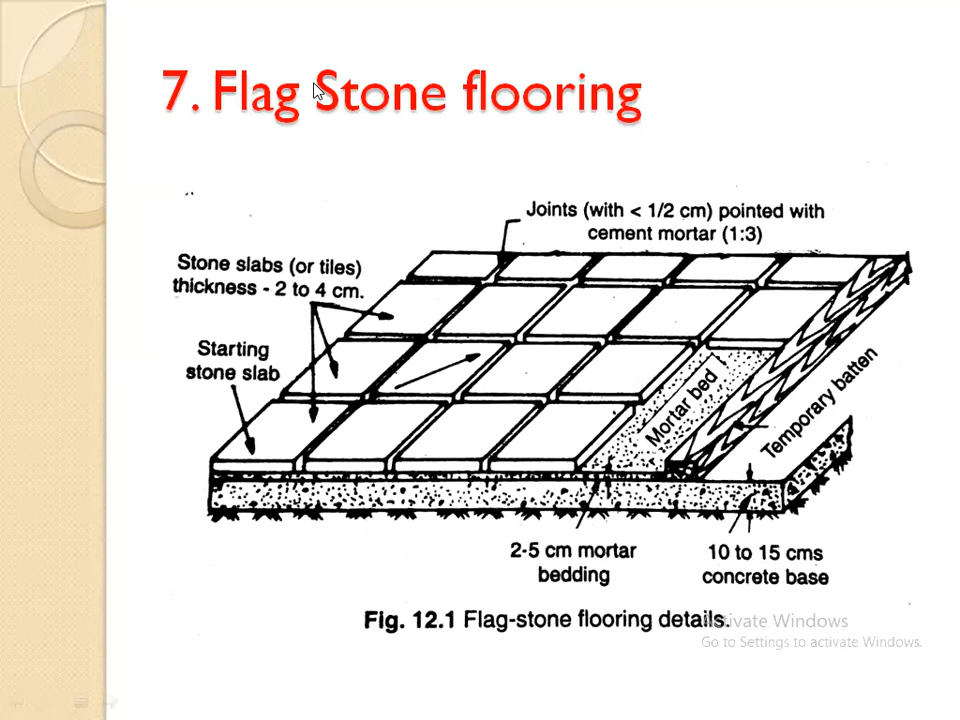 7. Flag Stone flooring
Joints (with < 1/2 cm) pointed with
cement mortar (1:3)
Stone slabs (or tiles)
thickness - 2 to 4 cm.
Starting
stone slab
Mortar bed
Temporary batten
2-5 cm mortar
bedding
10 to 15 cms
concrete base
Fig. 12.1 Flag-stone flooring details.
Activate Windows
Go to Settings to activate Windows.